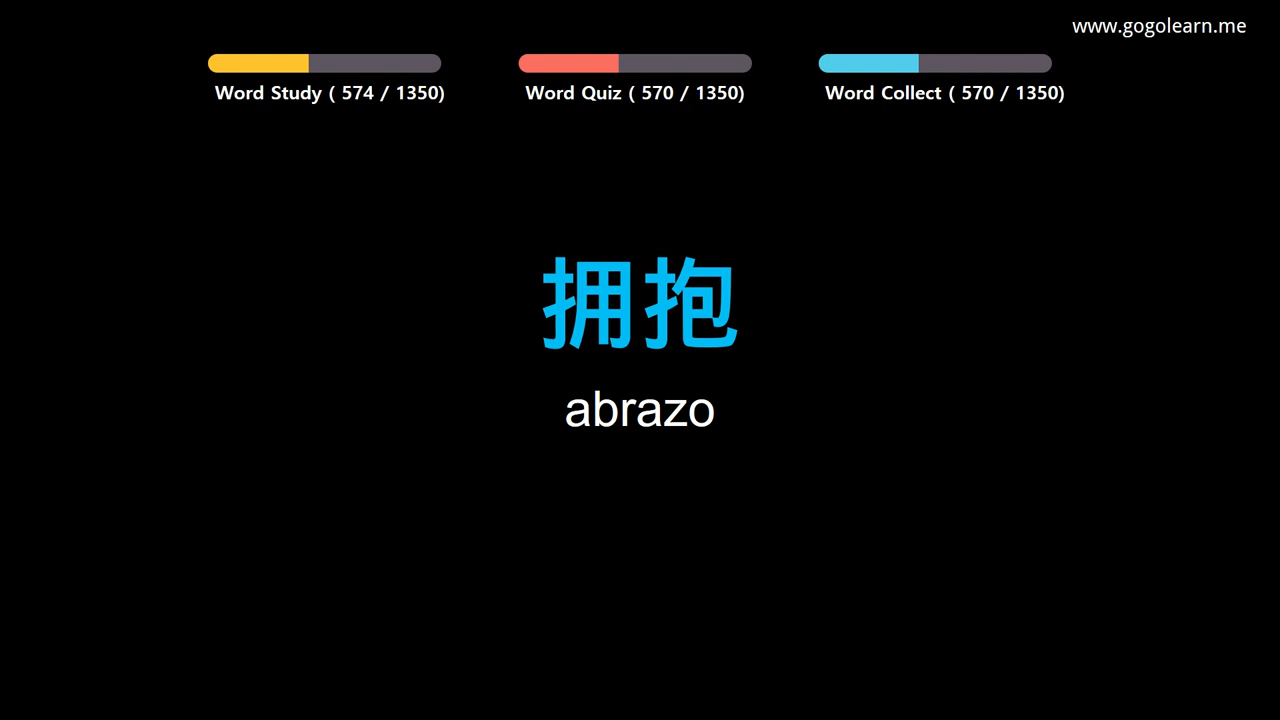 www.gogolearn.me
Word Study ( 574 / 1350)
Word Quiz ( 570 / 1350)
Word Collect ( 570 / 1350)
拥抱
abrazo